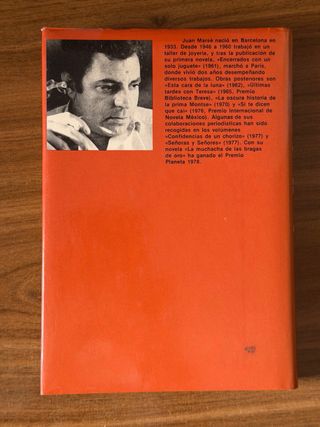 Juan Marsé nació en Barcelona en
1933. Desde 1946 a 1960 trabajó en un
taller de joyería, y tras la publicación de
su primera novela, «Encerrados con un
solo juguete» (1961), marchó a París,
donde vivió dos años desempeñando
diversos trabajos. Obras posteriores son
«Esta cara de la luna» (1962), «Ultimas
tardes con Teresa» (1965, Premio
Biblioteca Breve), «La oscura historia de
la prima Montse» (1970) y «Si te dicen
que caí» (1976, Premio Internacional de
Novela México). Algunas de sus
colaboraciones periodísticas han sido
recogidas en los volúmenes
«Confidencias de un chorizo» (1977) y
«Señoras y Señores» (1977). Con su
novela «La muchacha de las bragas
de oro» ha ganado el Premio
Planeta 1978.